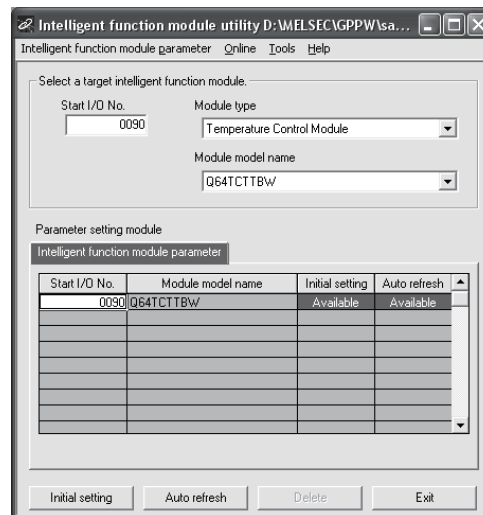 Intelligent function module utility D:\MELSEC\GPPW\sa...
Intelligent function module parameter Online Tools Help
Select a target intelligent function module.
Start I/O No. Module type
0090 Temperature Control Module
Module model name
Q64TCTTBW
Parameter setting module
Intelligent function module parameter
Start I/O No. Module model name Initial setting Auto refresh
0090 Q64TCTTBW Available Available
Initial setting Auto refresh Delete Exit